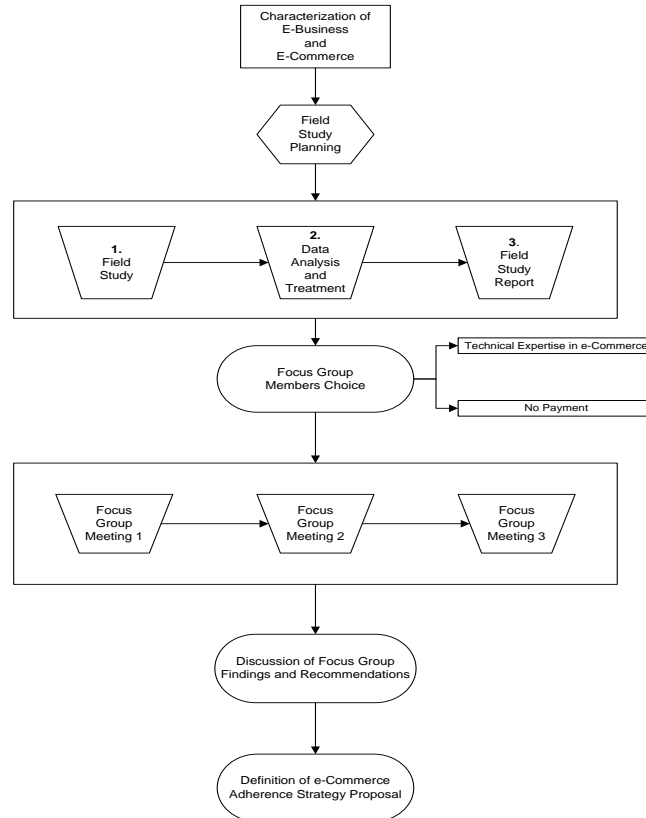 Characterization of
E-Business
and
E-Commerce
Field
Study
Planning
1.
Field
Study
2.
Data
Analysis
and
Treatment
3.
Field
Study
Report
Focus Group
Members Choice
Technical Expertise in e-Commerce
No Payment
Focus
Group
Meeting 1
Focus
Group
Meeting 2
Focus
Group
Meeting 3
Discussion of Focus Group
Findings and Recommendations
Definition of e-Commerce
Adherence Strategy Proposal